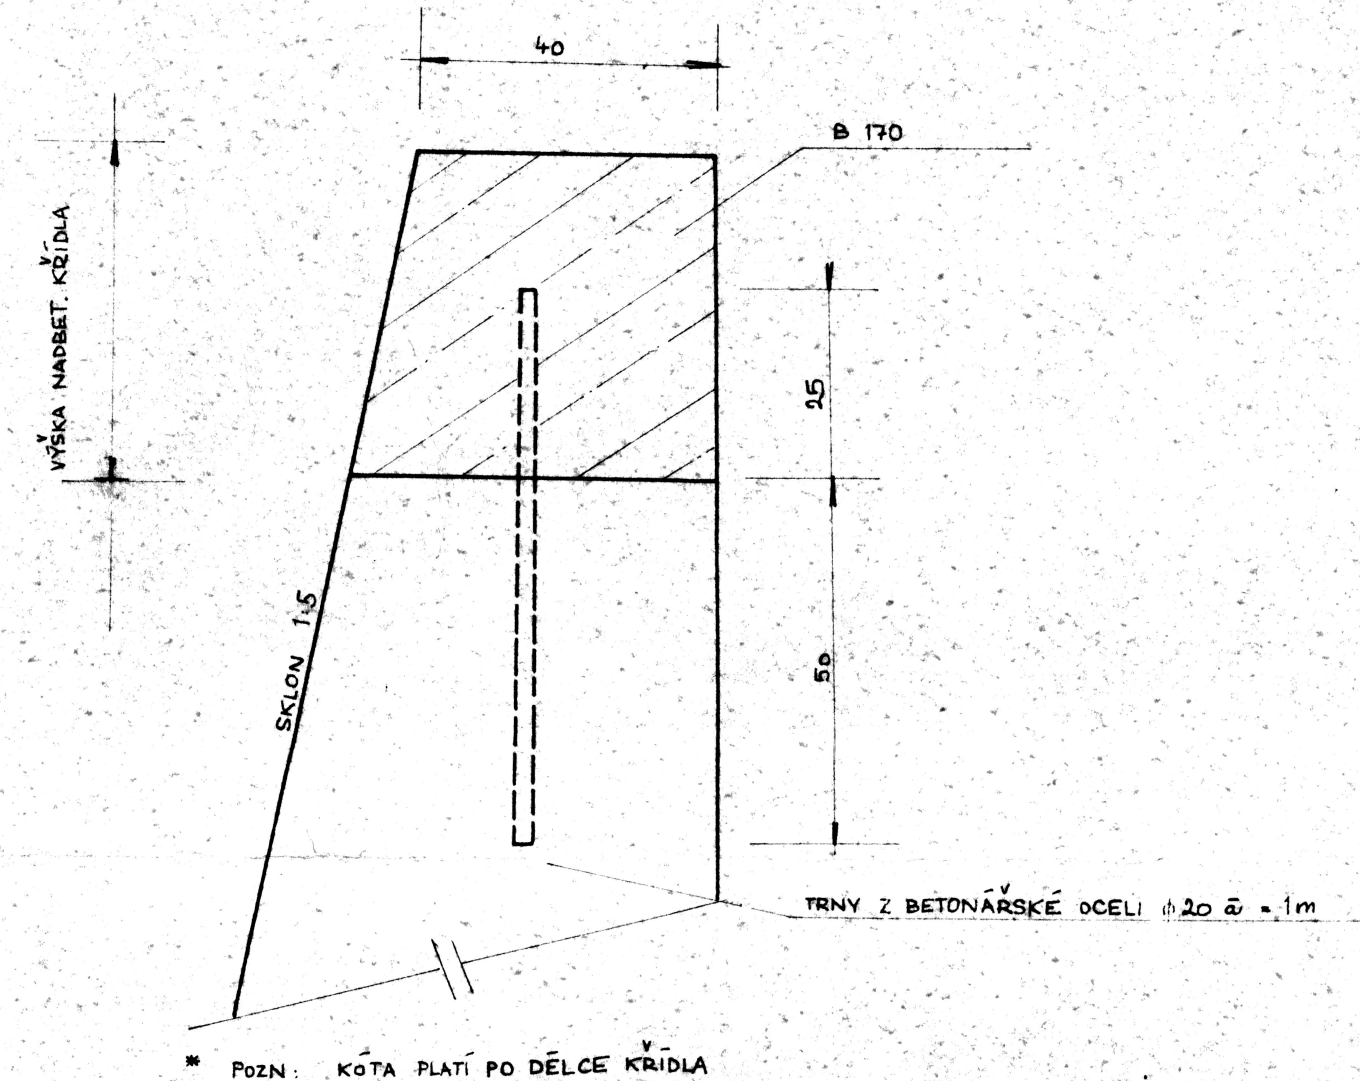 40
B 170
VÝŠKA NADBET. KŘÍDLA
25
SKLON 1:5
50
TRNY Z BETONÁŘSKÉ OCELI ϕ 20 ā = 1m
* POZN: KÓTA PLATÍ PO DÉLCE KŘÍDLA